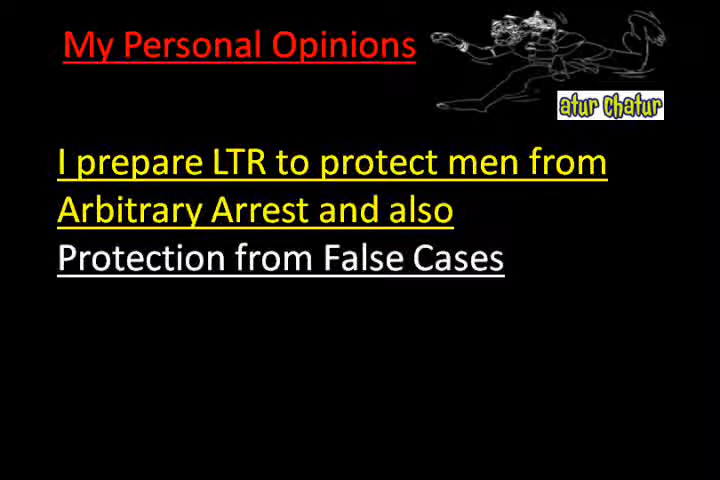 My Personal Opinions
atur chatur
I prepare LTR to protect men from
Arbitrary Arrest and also
Protection from False Cases